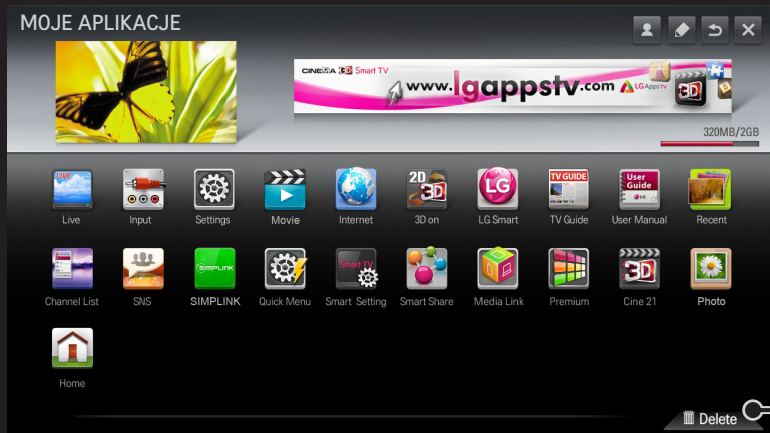 MOJE APLIKACJE
CINEMA 3D Smart TV
www.lgappstv.com LG Apps TV
3D
320MB/2GB
LIVE
2D
3D
LG
TV GUIDE
User
Guide
LG
Live Input Settings Movie Internet 3D on LG Smart TV Guide User Manual Recent
SIMPLINK
Smart TV
3D
Channel List SNS SIMPLINK Quick Menu Smart Setting Smart Share Media Link Premium Cine 21 Photo
Home
Delete